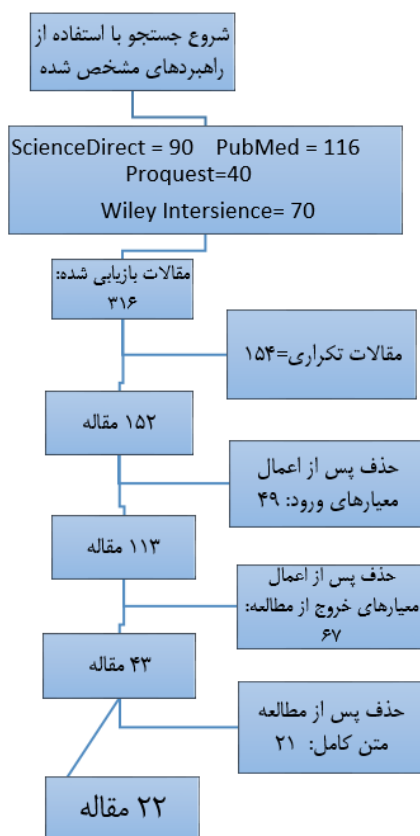 شروع جستجو با استفاده از
راهبردهای مشخص شده
ScienceDirect = 90 PubMed = 116
Proquest=40
Wiley Intersience= 70
مقالات بازیابی شده:
۳۱۶
مقالات تکراری=۱۵۴
۱۵۲ مقاله
حذف پس از اعمال
معیارهای ورود: ۴۹
۱۱۳ مقاله
حذف پس از اعمال
معیارهای خروج از مطالعه:
۶۷
۴۳ مقاله
حذف پس از مطالعه
متن کامل: ۲۱
۲۲ مقاله